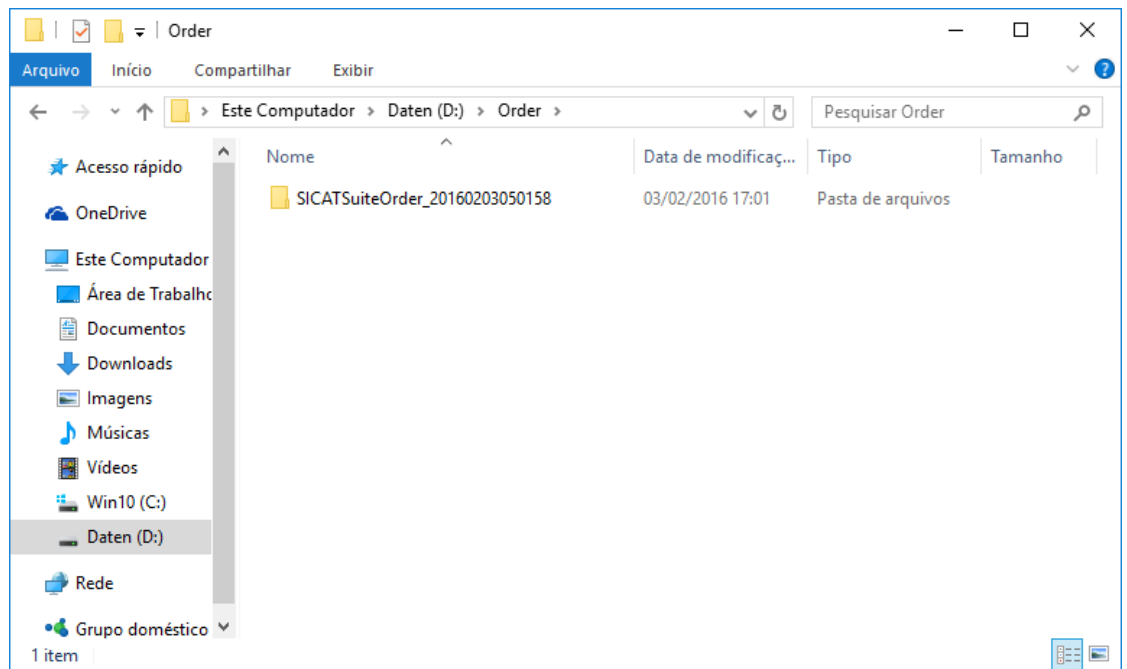 Order
Arquivo Início Compartilhar Exibir
Este Computador > Daten (D:) > Order >
Pesquisar Order
Nome Data de modificaç... Tipo Tamanho
SICATSuiteOrder_20160203050158 03/02/2016 17:01 Pasta de arquivos
Acesso rápido
OneDrive
Este Computador
Área de Trabalho
Documentos
Downloads
Imagens
Músicas
Vídeos
Win10 (C:)
Daten (D:)
Rede
Grupo doméstico
1 item